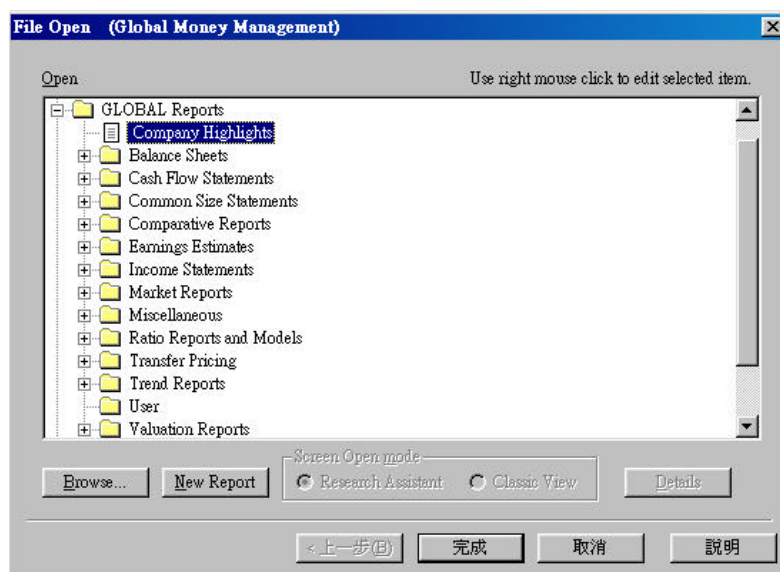 File Open (Global Money Management)
Open
Use right mouse click to edit selected item.
GLOBAL Reports
Company Highlights
Balance Sheets
Cash Flow Statements
Common Size Statements
Comparative Reports
Earnings Estimates
Income Statements
Market Reports
Miscellaneous
Ratio Reports and Models
Transfer Pricing
Trend Reports
User
Valuation Reports
Screen Open mode
Browse... New Report Research Assistant Classic View Details
<上一步(B) 完成 取消 説明